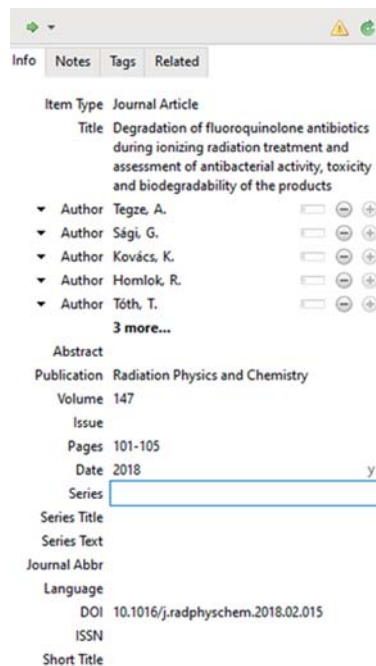 Info Notes Tags Related
Item Type Journal Article
Title Degradation of fluoroquinolone antibiotics
during ionizing radiation treatment and
assessment of antibacterial activity, toxicity
and biodegradability of the products
Author Tegze, A.
Author Sági, G.
Author Kovács, K.
Author Homlok, R.
Author Tóth, T.
3 more...
Abstract
Publication Radiation Physics and Chemistry
Volume 147
Issue
Pages 101-105
Date 2018 y
Series
Series Title
Series Text
Journal Abbr
Language
DOI 10.1016/j.radphyschem.2018.02.015
ISSN
Short Title